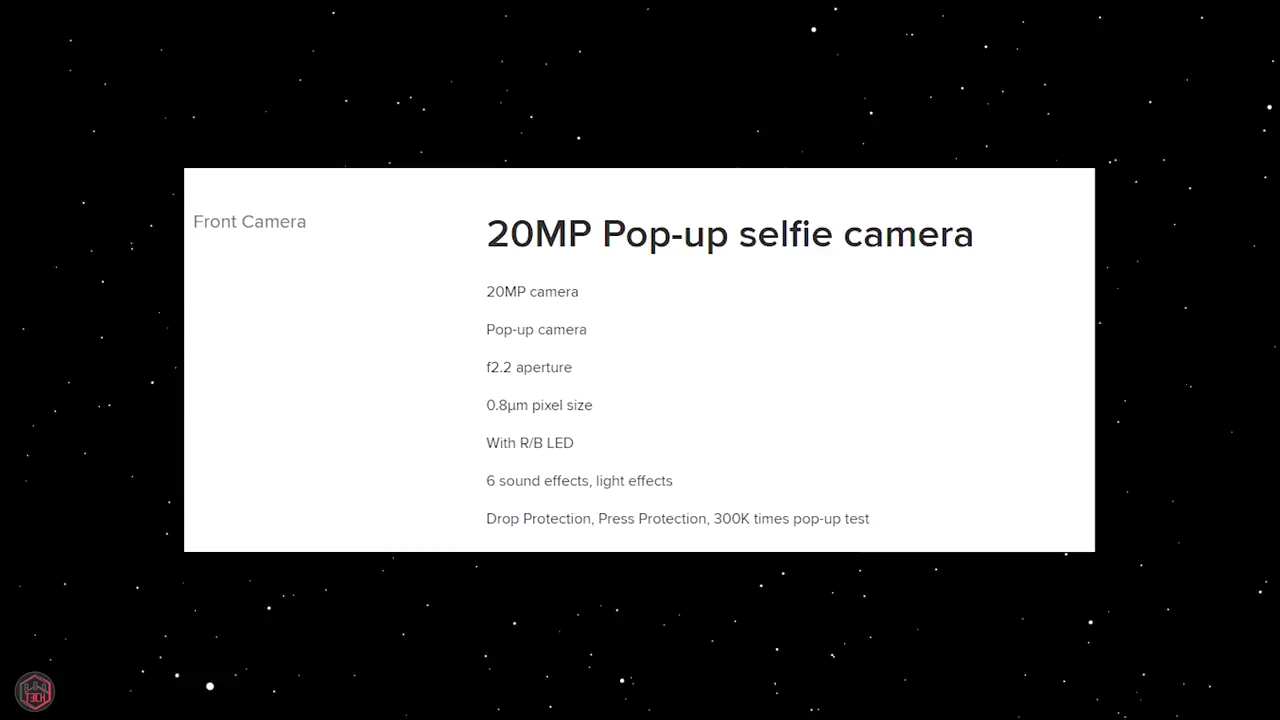 Front Camera
20MP Pop-up selfie camera
20MP camera
Pop-up camera
f2.2 aperture
0.8μm pixel size
With R/B LED
6 sound effects, light effects
Drop Protection, Press Protection, 300K times pop-up test